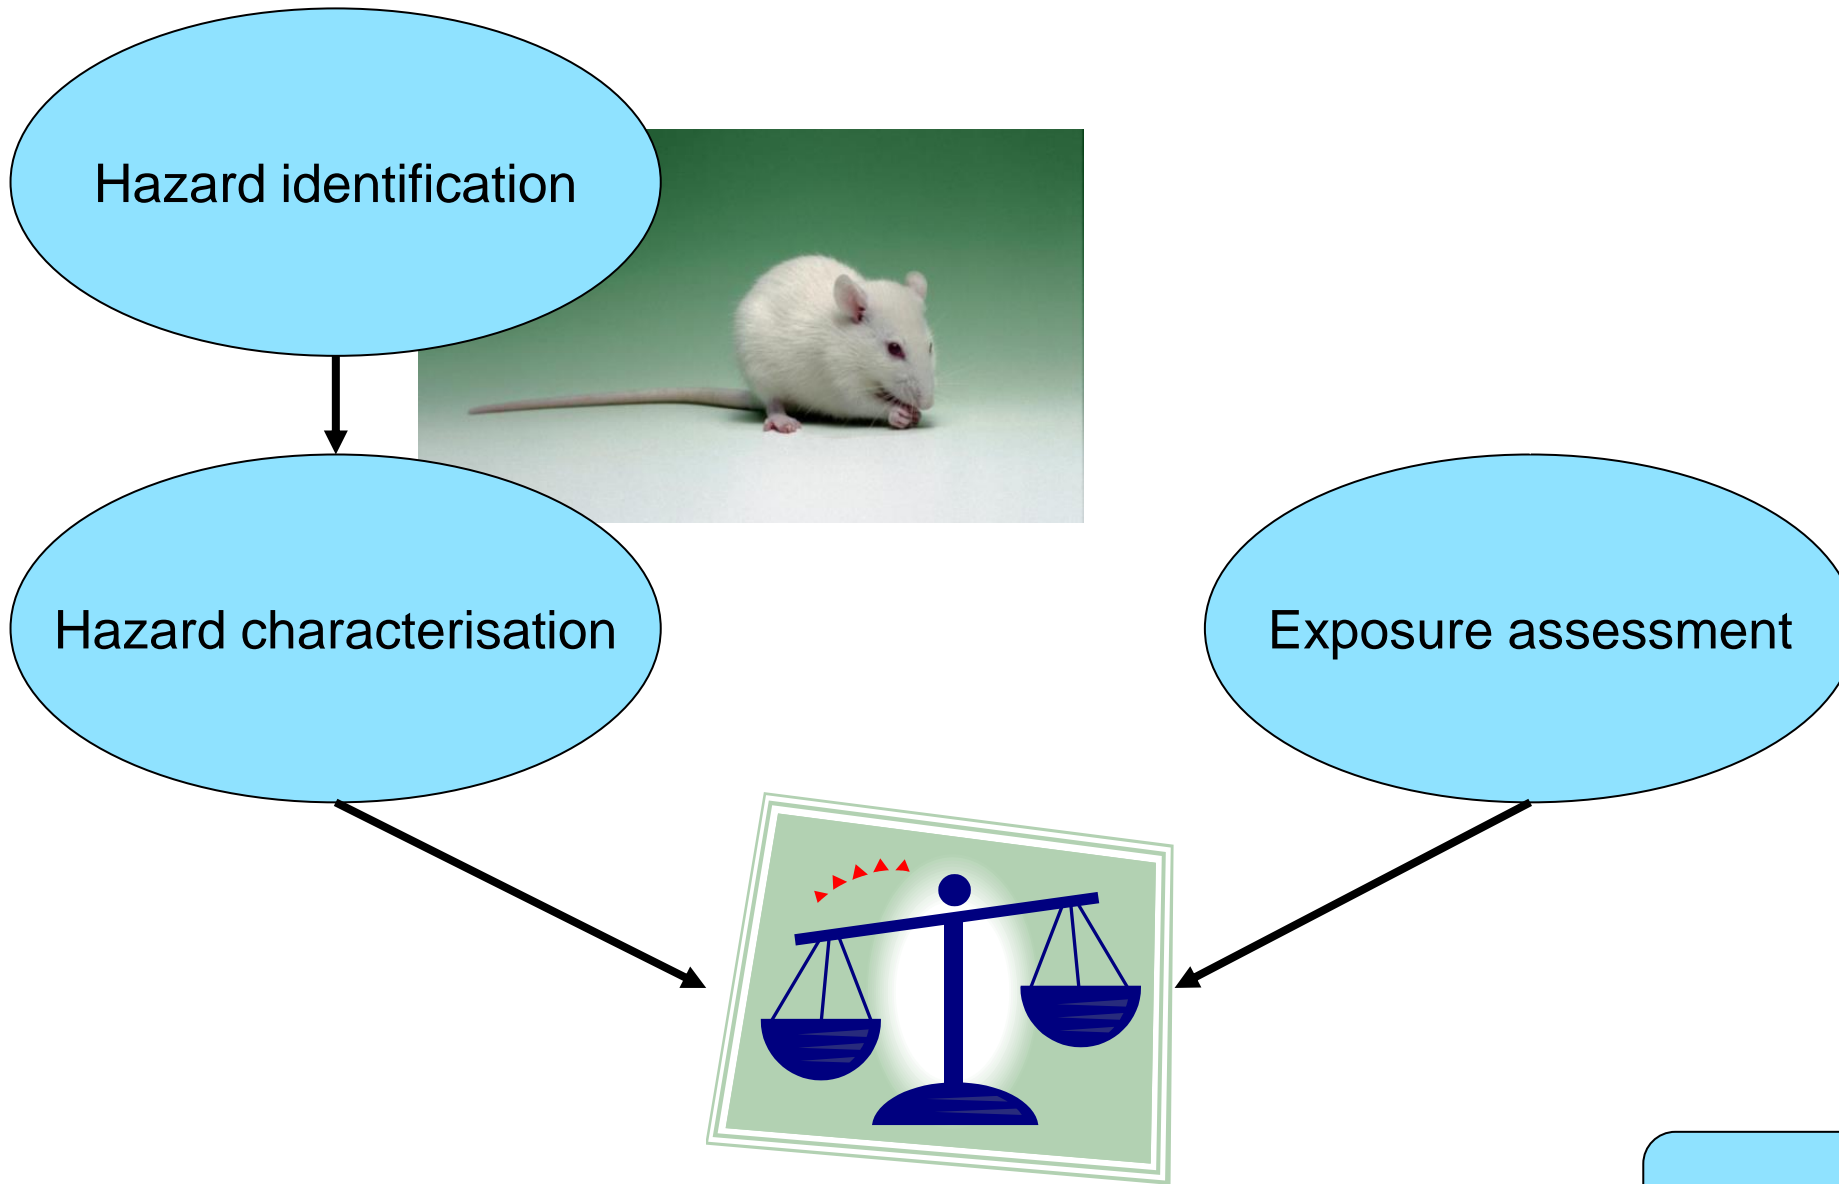 Hazard identification
Hazard characterisation
Exposure assessment